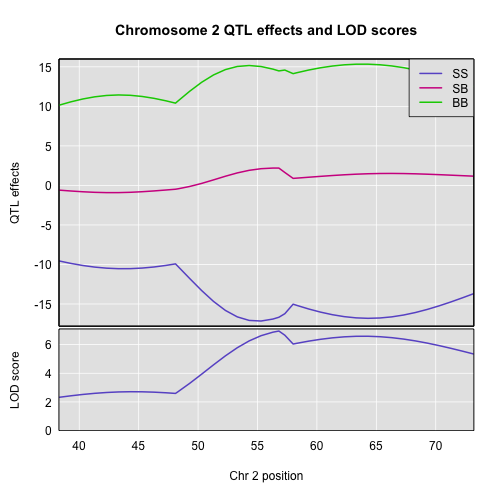 Chromosome 2 QTL effects and LOD scores
SS
SB
BB
QTL effects
15
10
5
0
-5
-10
-15
LOD score
6
4
2
0
40 45 50 55 60 65 70
Chr 2 position